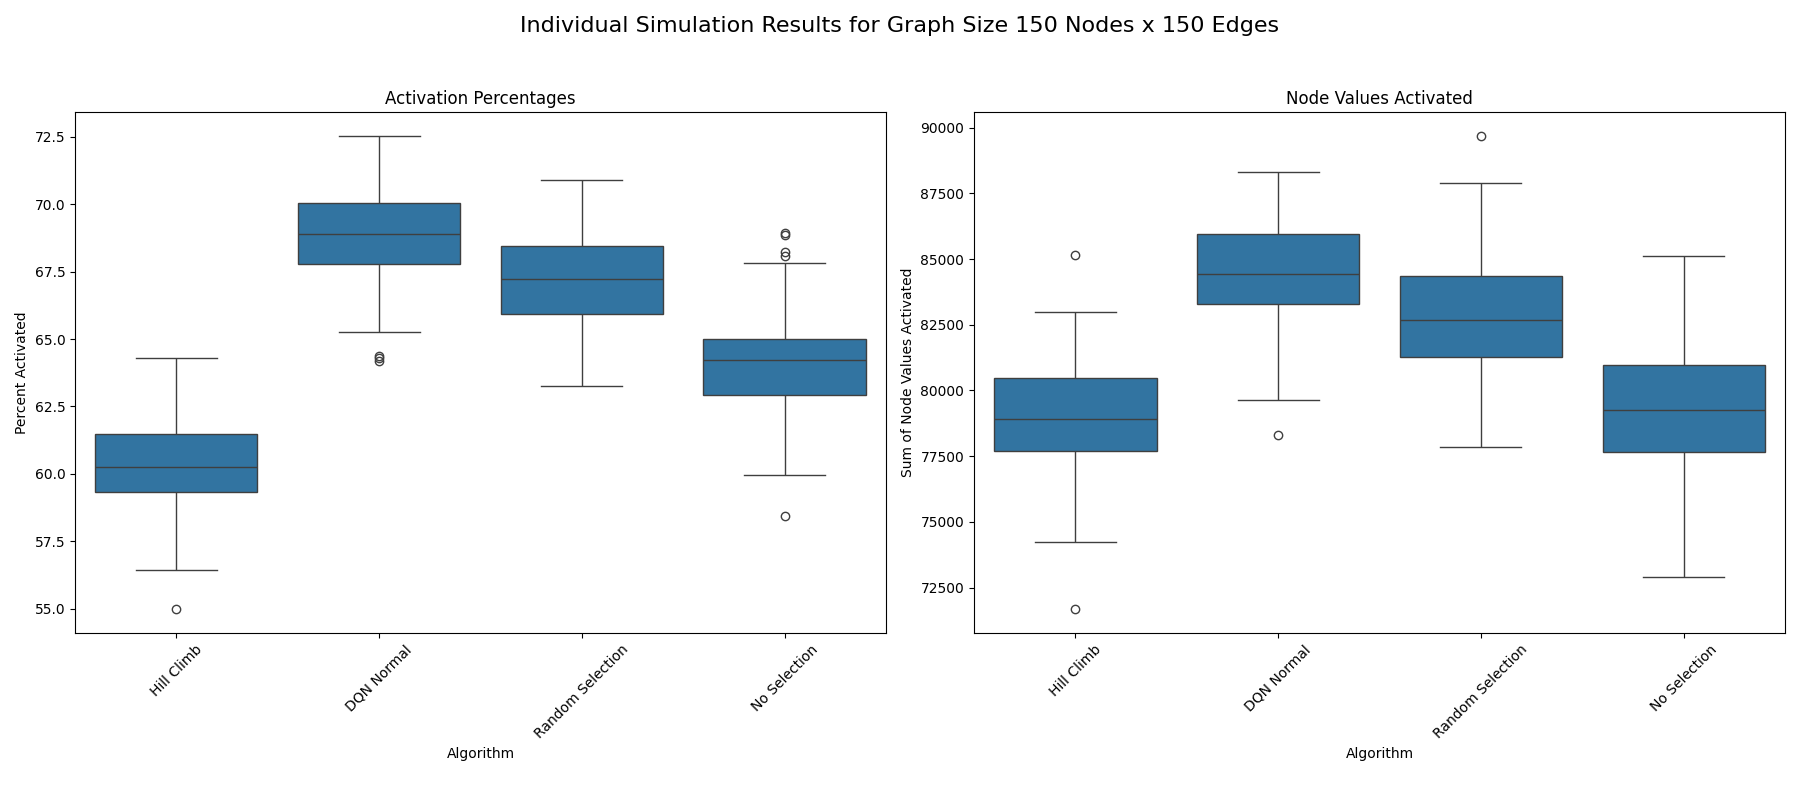 Individual Simulation Results for Graph Size 150 Nodes x 150 Edges
Activation Percentages
Percent Activated
72.5
70.0
67.5
65.0
62.5
60.0
57.5
55.0
Hill Climb
DQN Normal
Random Selection
No Selection
Algorithm
Node Values Activated
Sum of Node Values Activated
90000
87500
85000
82500
80000
77500
75000
72500
Hill Climb
DQN Normal
Random Selection
No Selection
Algorithm